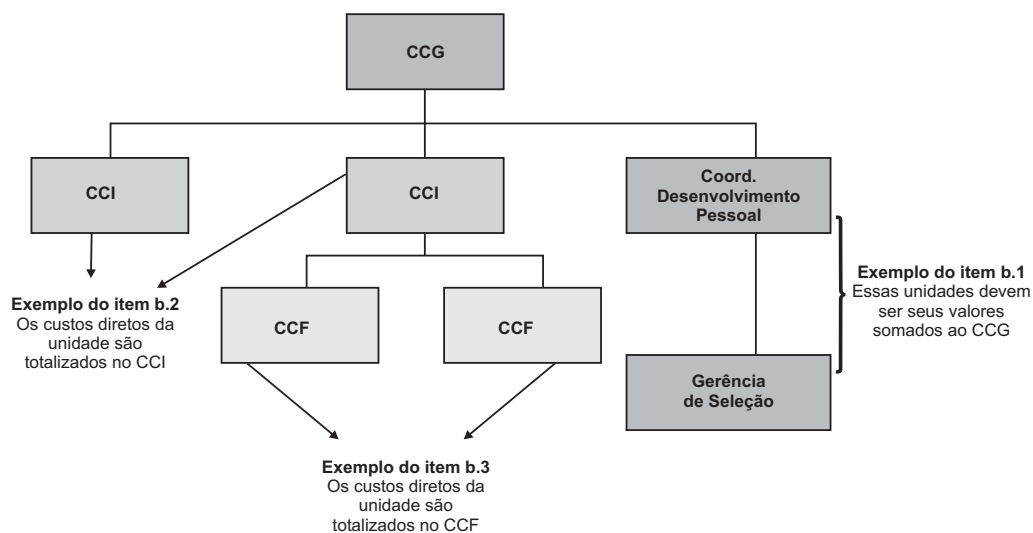 CCG
CCI
CCI
Coord.
Desenvolvimento
Pessoal
Exemplo do item b.2
Os custos diretos da
unidade são
totalizados no CCI
CCF
CCF
Exemplo do item b.1
Essas unidades devem
ser seus valores
somados ao CCG
Gerência
de Seleção
Exemplo do item b.3
Os custos diretos da
unidade são
totalizados no CCF